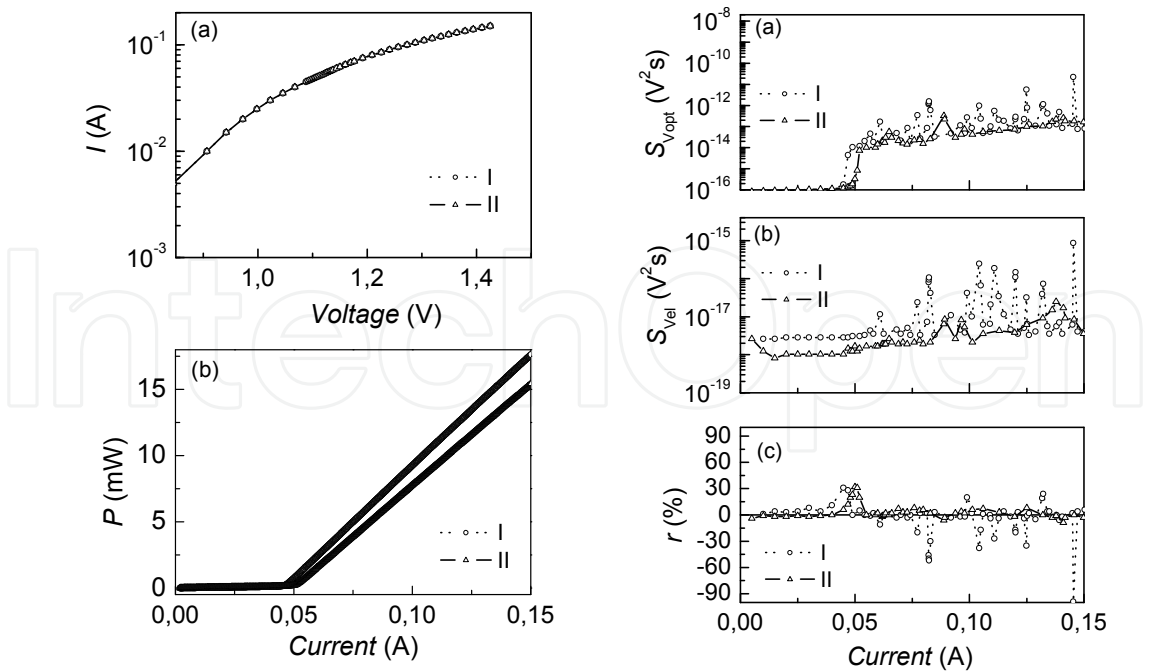 (a)
10⁻¹
10⁻²
10⁻³
I (A)
I
II
1,0
1,2
1,4
Voltage (V)
(b)
15
10
5
0
P (mW)
I
II
0,00
0,05
0,10
0,15
Current (A)
(a)
10⁻⁸
10⁻¹⁰
10⁻¹²
10⁻¹⁴
10⁻¹⁶
S_Vopt (V²s)
I
II
(b)
10⁻¹⁵
10⁻¹⁷
10⁻¹⁹
S_Vel (V²s)
I
II
(c)
90
60
30
0
-30
-60
-90
r (%)
I
II
0,00
0,05
0,10
0,15
Current (A)
IntechOpen